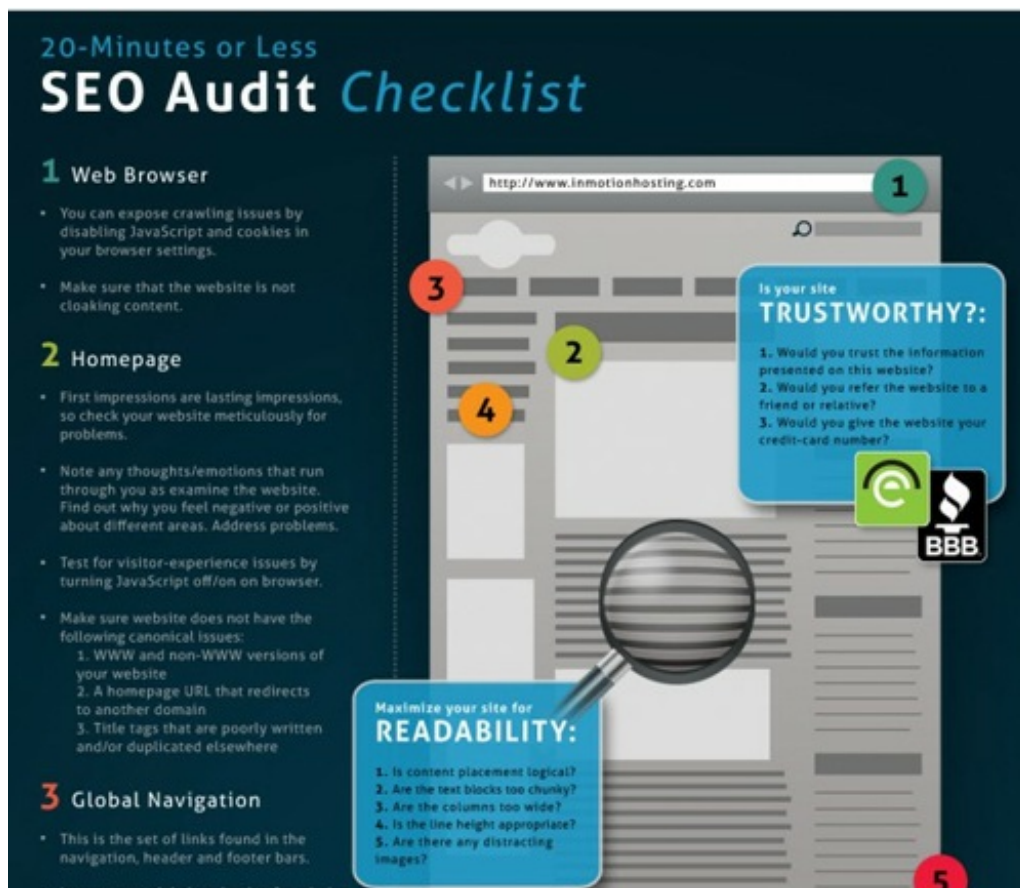 20-Minutes or Less
SEO Audit Checklist
1 Web Browser
• You can expose crawling issues by
disabling JavaScript and cookies in
your browser settings.
• Make sure that the website is not
cloaking content.
2 Homepage
• First impressions are lasting impressions,
so check your website meticulously for
problems.
• Note any thoughts/emotions that run
through you as examine the website.
Find out why you feel negative or positive
about different areas. Address problems.
• Test for visitor-experience issues by
turning JavaScript off/on on browser.
• Make sure website does not have the
following canonical issues:
1. WWW and non-WWW versions of
your website
2. A homepage URL that redirects
to another domain
3. Title tags that are poorly written
and/or duplicated elsewhere
3 Global Navigation
• This is the set of links found in the
navigation, header and footer bars.
http://www.inmotionhosting.com
1
3
2
4
Is your site
TRUSTWORTHY?:
1. Would you trust the information
presented on this website?
2. Would you refer the website to a
friend or relative?
3. Would you give the website your
credit-card number?
e
BBB
Maximize your site for
READABILITY:
1. Is content placement logical?
2. Are the text blocks too chunky?
3. Are the columns too wide?
4. Is the line height appropriate?
5. Are there any distracting
images?
5